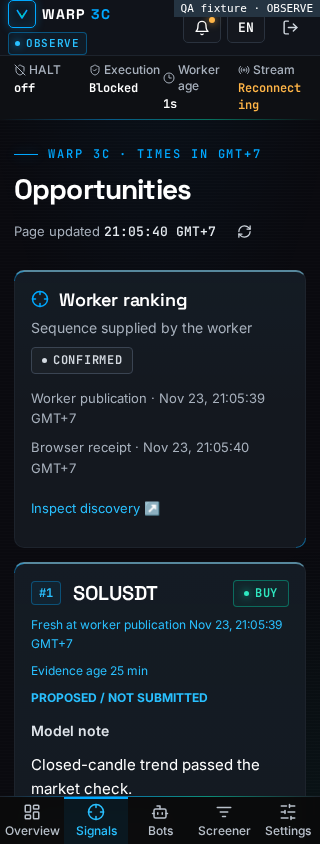 QA fixture · OBSERVE
WARP 3C
EN
OBSERVE
HALT
off
Execution
Blocked
Worker
age
1s
Stream
Reconnect
ing
WARP 3C · TIMES IN GMT+7
Opportunities
Page updated 21:05:40 GMT+7
Worker ranking
Sequence supplied by the worker
CONFIRMED
Worker publication · Nov 23, 21:05:39
GMT+7
Browser receipt · Nov 23, 21:05:40
GMT+7
Inspect discovery ↗
#1 SOLUSDT BUY
Fresh at worker publication Nov 23, 21:05:39
GMT+7
Evidence age 25 min
PROPOSED / NOT SUBMITTED
Model note
Closed-candle trend passed the
market check.
Overview Signals Bots Screener Settings